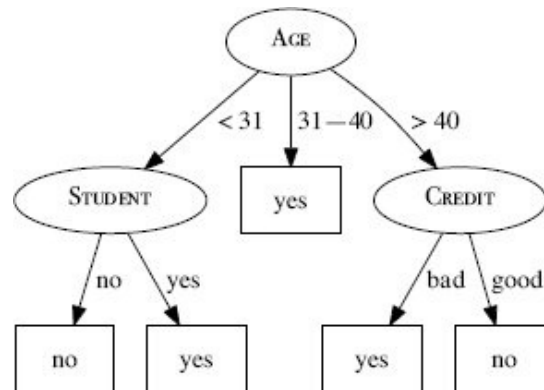 AGE
< 31 31—40 > 40
STUDENT yes CREDIT
no yes bad good
no yes yes no